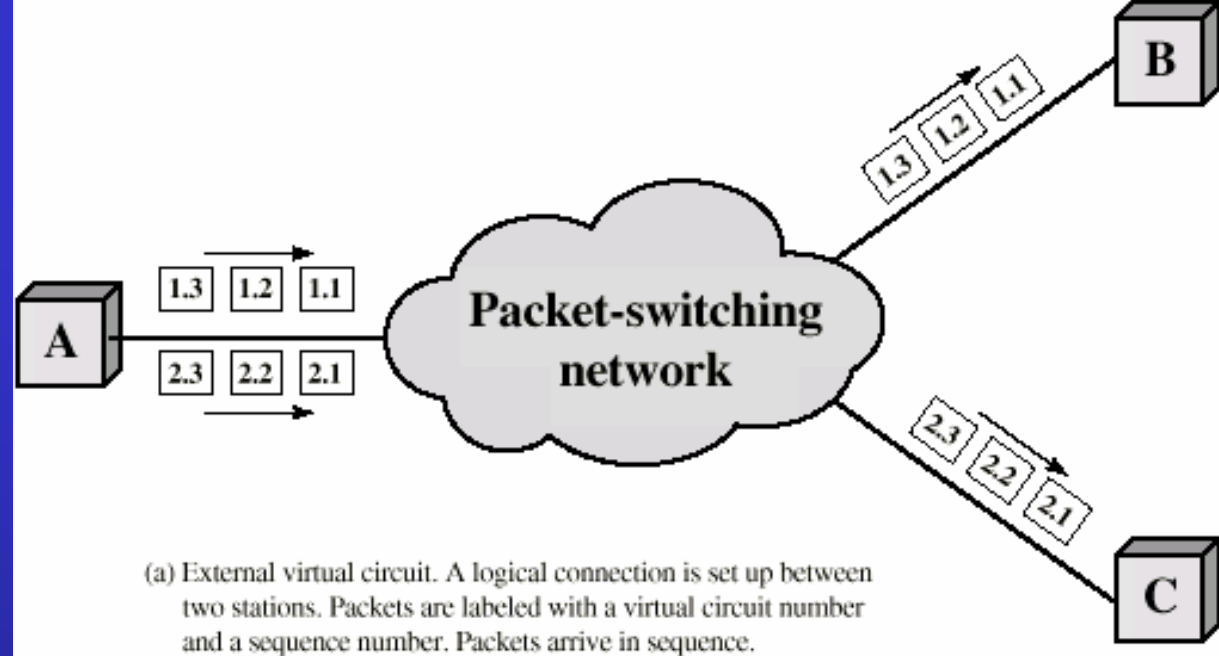 B
1.3 1.2 1.1
1.3 1.2 1.1
A
Packet-switching
network
2.3 2.2 2.1
2.3 2.2 2.1
C
(a) External virtual circuit. A logical connection is set up between
two stations. Packets are labeled with a virtual circuit number
and a sequence number. Packets arrive in sequence.